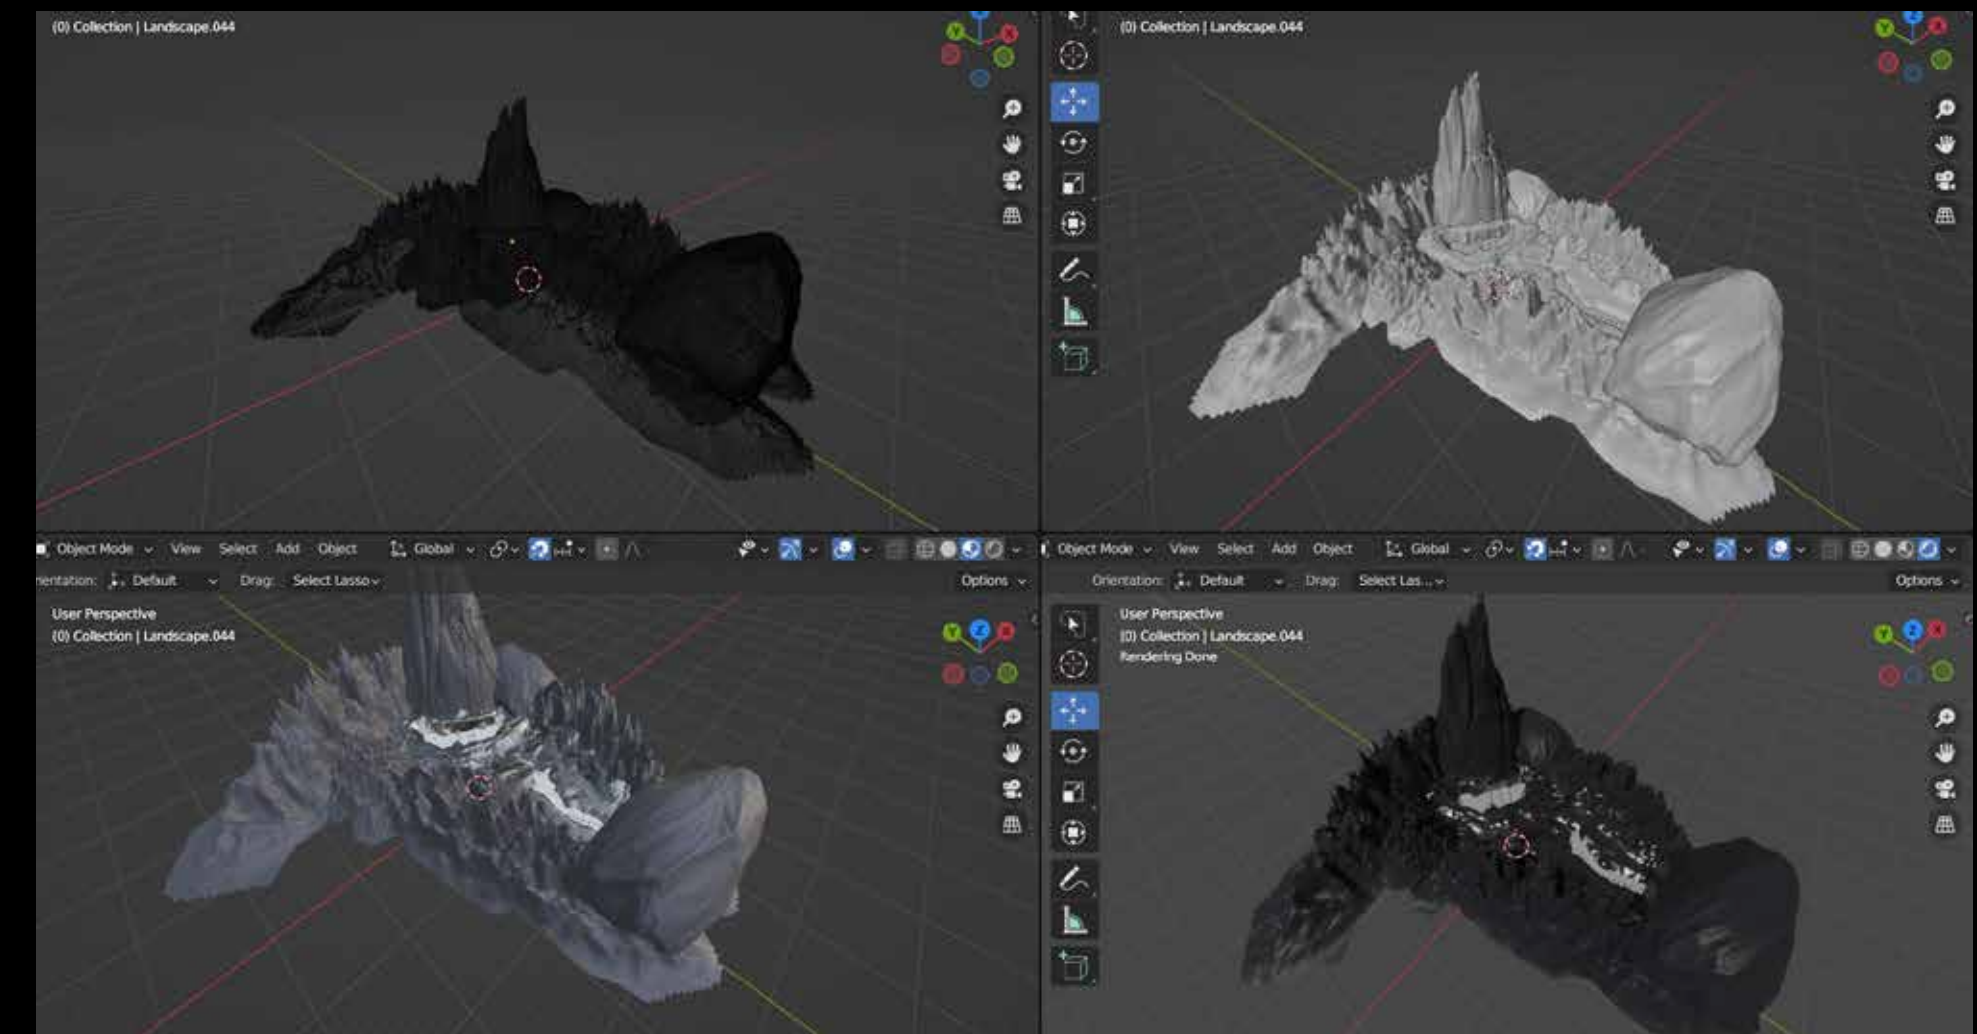 (0) Collection | Landscape.044
Y
X
(0) Collection | Landscape.044
Y
Z
X
Object Mode View Select Add Object Global
Object Mode View Select Add Object Global
Orientation: Default Drag: Select Las...
Options
nentation: Default Drag: Select Lasso
Options
User Perspective
(0) Collection | Landscape.044
Y
Z
X
User Perspective
(0) Collection | Landscape.044
Rendering Done
Y
Z
X